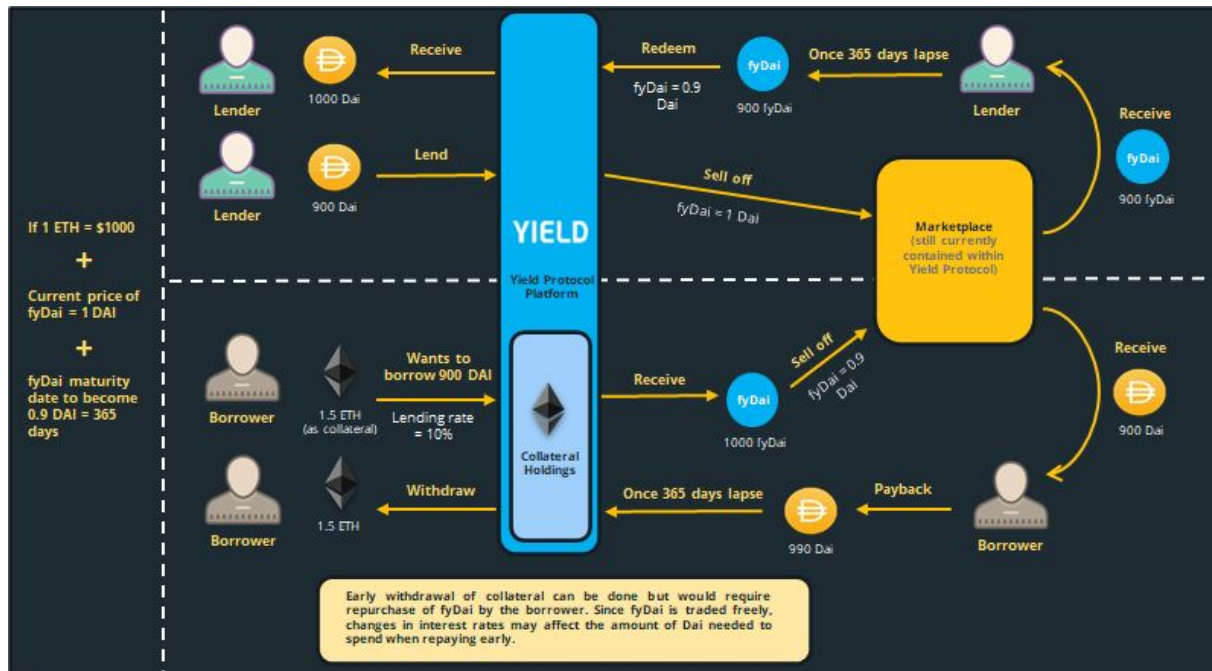 If 1 ETH = $1000
+
Current price of
fyDai = 1 DAI
+
fyDai maturity
date to become
0.9 DAI = 365
days
Lender
1000 Dai
Receive
Redeem
fyDai = 0.9
Dai
fyDai
900 fyDai
Once 365 days lapse
Lender
Receive
fyDai
900 fyDai
Lender
900 Dai
Lend
Sell off
fyDai = 1 Dai
YIELD
Yield Protocol
Platform
Marketplace
(still currently
contained within
Yield Protocol)
Borrower
1.5 ETH
(as collateral)
Wants to
borrow 900 DAI
Lending rate
= 10%
Collateral
Holdings
Receive
fyDai
1000 fyDai
Sell off
fyDai = 0.9
Dai
Receive
900 Dai
Borrower
1.5 ETH
Withdraw
Once 365 days lapse
990 Dai
Payback
Borrower
Early withdrawal of collateral can be done but would require
repurchase of fyDai by the borrower. Since fyDai is traded freely,
changes in interest rates may affect the amount of Dai needed to
spend when repaying early.